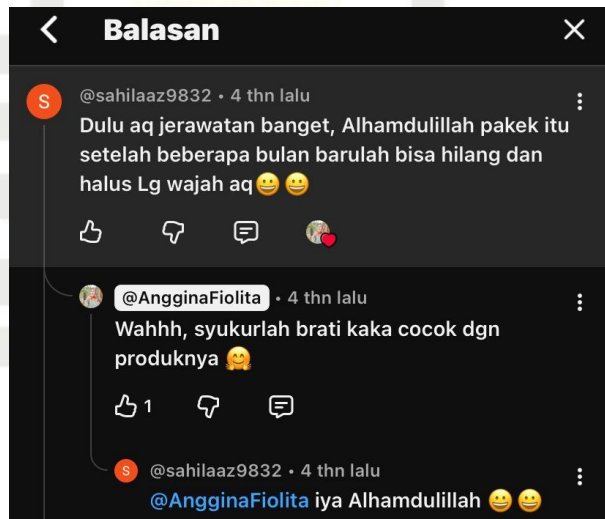 Balasan
S
@sahilaaz9832 • 4 thn lalu
Dulu aq jerawatan banget, Alhamdulillah pakek itu
setelah beberapa bulan barulah bisa hilang dan
halus Lg wajah aq😀 😀
@AngginaFiolita • 4 thn lalu
Wahhh, syukurlah brati kaka cocok dgn
produknya 🤗
1
S
@sahilaaz9832 • 4 thn lalu
@AngginaFiolita iya Alhamdulillah 😀 😀